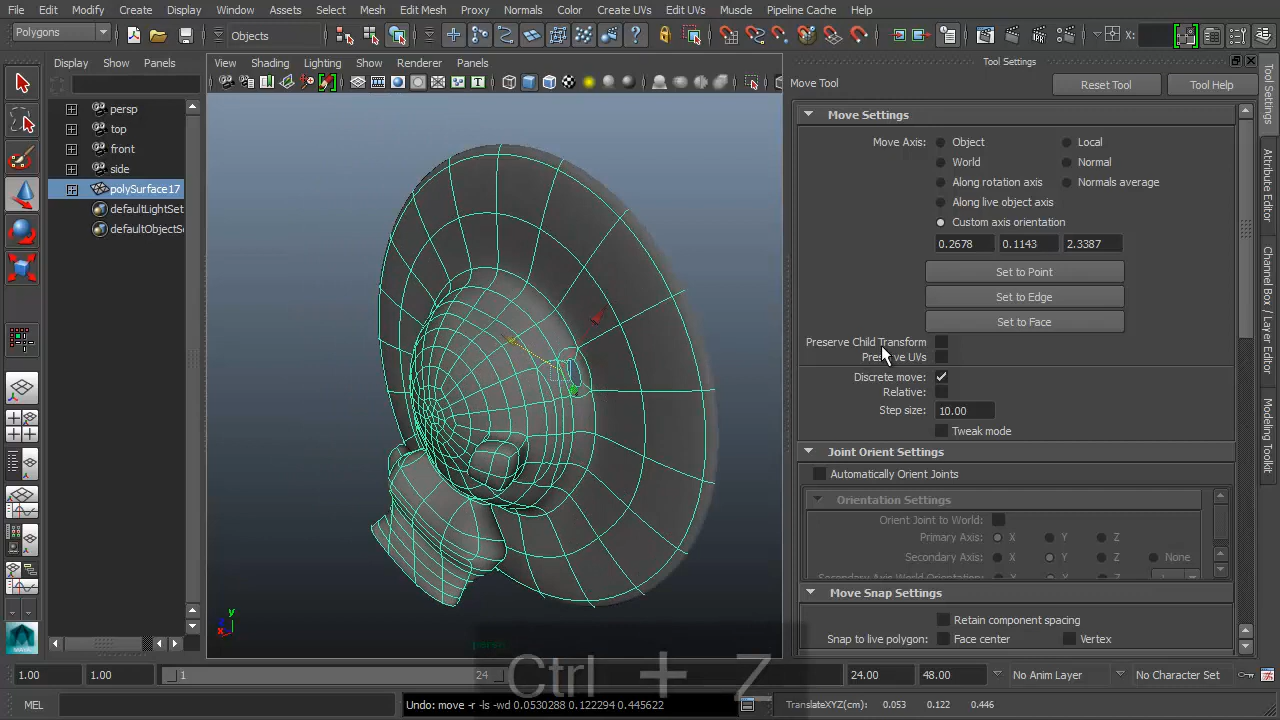 File Edit Modify Create Display Window Assets Select Mesh Edit Mesh Proxy Normals Color Create UVs Edit UVs Muscle Pipeline Cache Help
Polygons Objects X:
Display Show Panels
View Shading Lighting Show Renderer Panels
Tool Settings
Move Tool Reset Tool Tool Help
persp
top
front
side
polySurface17
defaultLightSet
defaultObjectSe
Move Settings
Move Axis: Object Local
World Normal
Along rotation axis Normals average
Along live object axis
Custom axis orientation
0.2678 0.1143 2.3387
Set to Point
Set to Edge
Set to Face
Preserve Child Transform
Preserve UVs
Discrete move:
Relative:
Step size: 10.00
Tweak mode
Joint Orient Settings
Automatically Orient Joints
Orientation Settings
Orient Joint to World:
Primary Axis: X Y Z
Secondary Axis: X Y Z None
Secondary Axis World Orientation:
Move Snap Settings
Retain component spacing
Snap to live polygon: Face center Vertex
Tool Settings
Attribute Editor
Channel Box / Layer Editor
Modeling Toolkit
y
x
persp
Ctrl + Z
1.00 1.00 1 24 24.00 48.00 No Anim Layer No Character Set
MEL Undo: move -r -ls -wd 0.0530288 0.122294 0.445622 TranslateXYZ(cm) 0.053 0.122 0.446